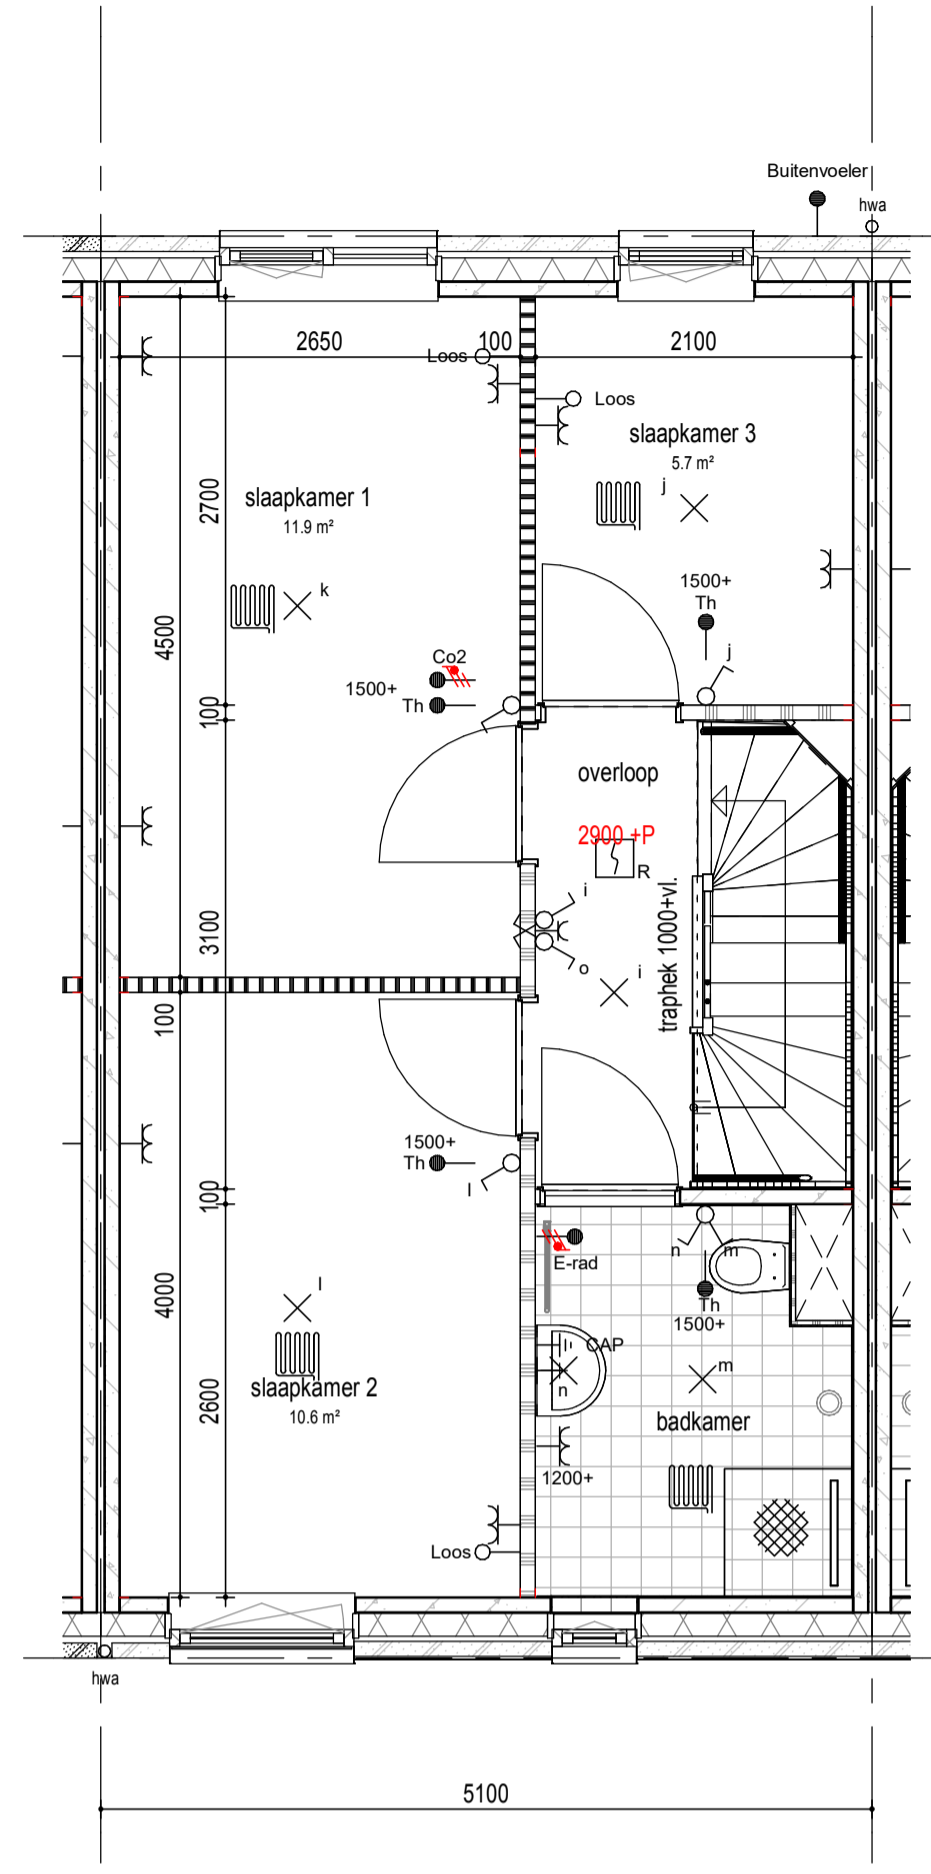 Buitenvoeler
hwa
2650
100
2100
Loos
Loos
slaapkamer 3
5.7 m²
j
slaapkamer 1
11.9 m²
2700
k
1500+
Th
4500
j
Co2
1500+
Th
100
overloop
2900 +P
R
traphek 1000+vl.
i
3100
o
i
100
1500+
Th
l
100
n
m
E-rad
Th
1500+
4000
l
CAP
n
m
slaapkamer 2
10.6 m²
2600
badkamer
1200+
Loos
hwa
5100